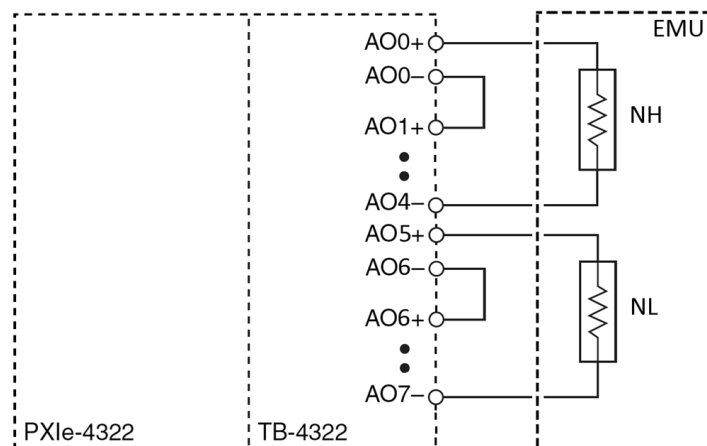 EMU
AO0+
AO0−
AO1+
NH
AO4−
AO5+
AO6−
NL
AO6+
AO7−
PXIe-4322
TB-4322